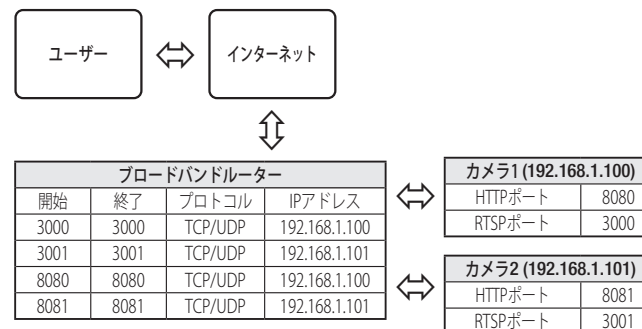 ユーザー
インターネット
ブロードバンドルーター
開始 終了 プロトコル IPアドレス
3000 3000 TCP/UDP 192.168.1.100
3001 3001 TCP/UDP 192.168.1.101
8080 8080 TCP/UDP 192.168.1.100
8081 8081 TCP/UDP 192.168.1.101
カメラ1 (192.168.1.100)
HTTPポート 8080
RTSPポート 3000
カメラ2 (192.168.1.101)
HTTPポート 8081
RTSPポート 3001